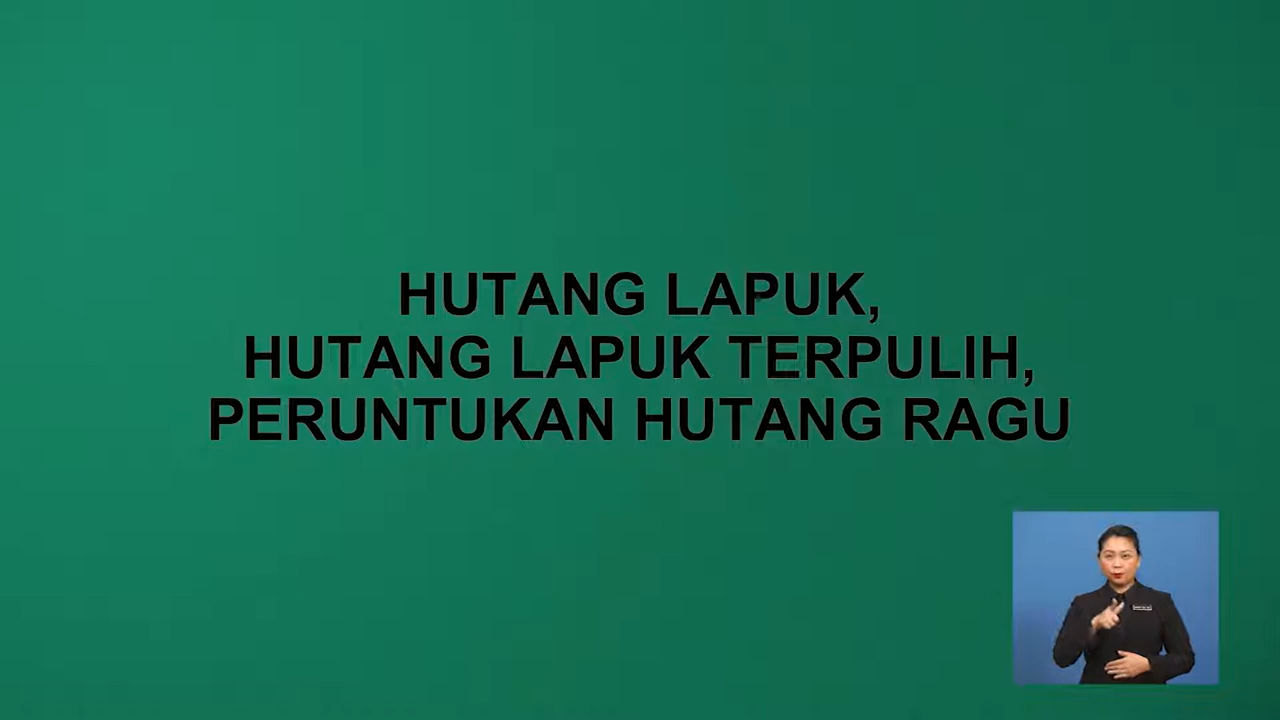 HUTANG LAPUK,
HUTANG LAPUK TERPULIH,
PERUNTUKAN HUTANG RAGU